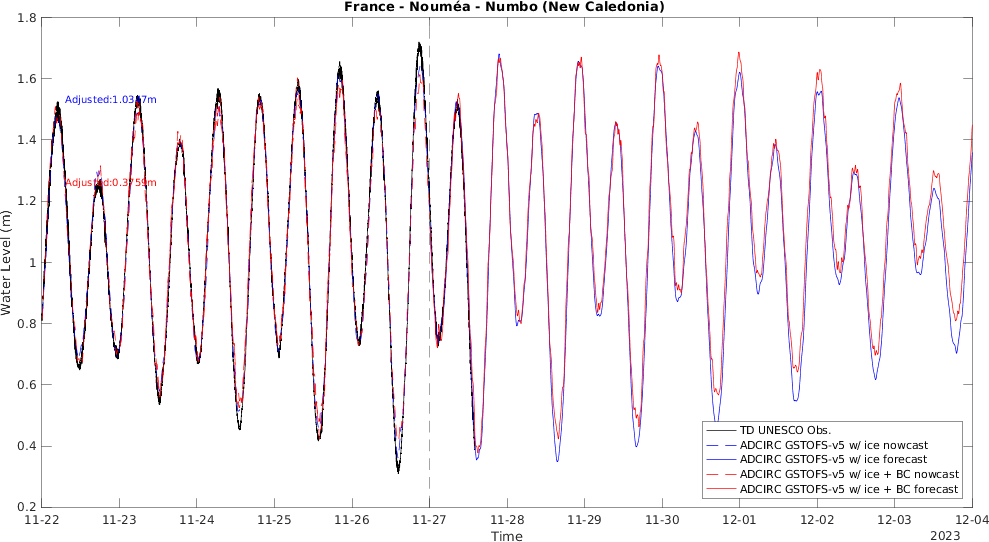 France - Nouméa - Numbo (New Caledonia)
1.8
1.6
1.4
1.2
1
0.8
0.6
0.4
0.2
Water Level (m)
Adjusted:0.3759m
TD UNESCO Obs.
ADCIRC GSTOFS-v5 w/ ice nowcast
ADCIRC GSTOFS-v5 w/ ice forecast
ADCIRC GSTOFS-v5 w/ ice + BC nowcast
ADCIRC GSTOFS-v5 w/ ice + BC forecast
11-22 11-23 11-24 11-25 11-26 11-27 11-28 11-29 11-30 12-01 12-02 12-03 12-04
Time
2023